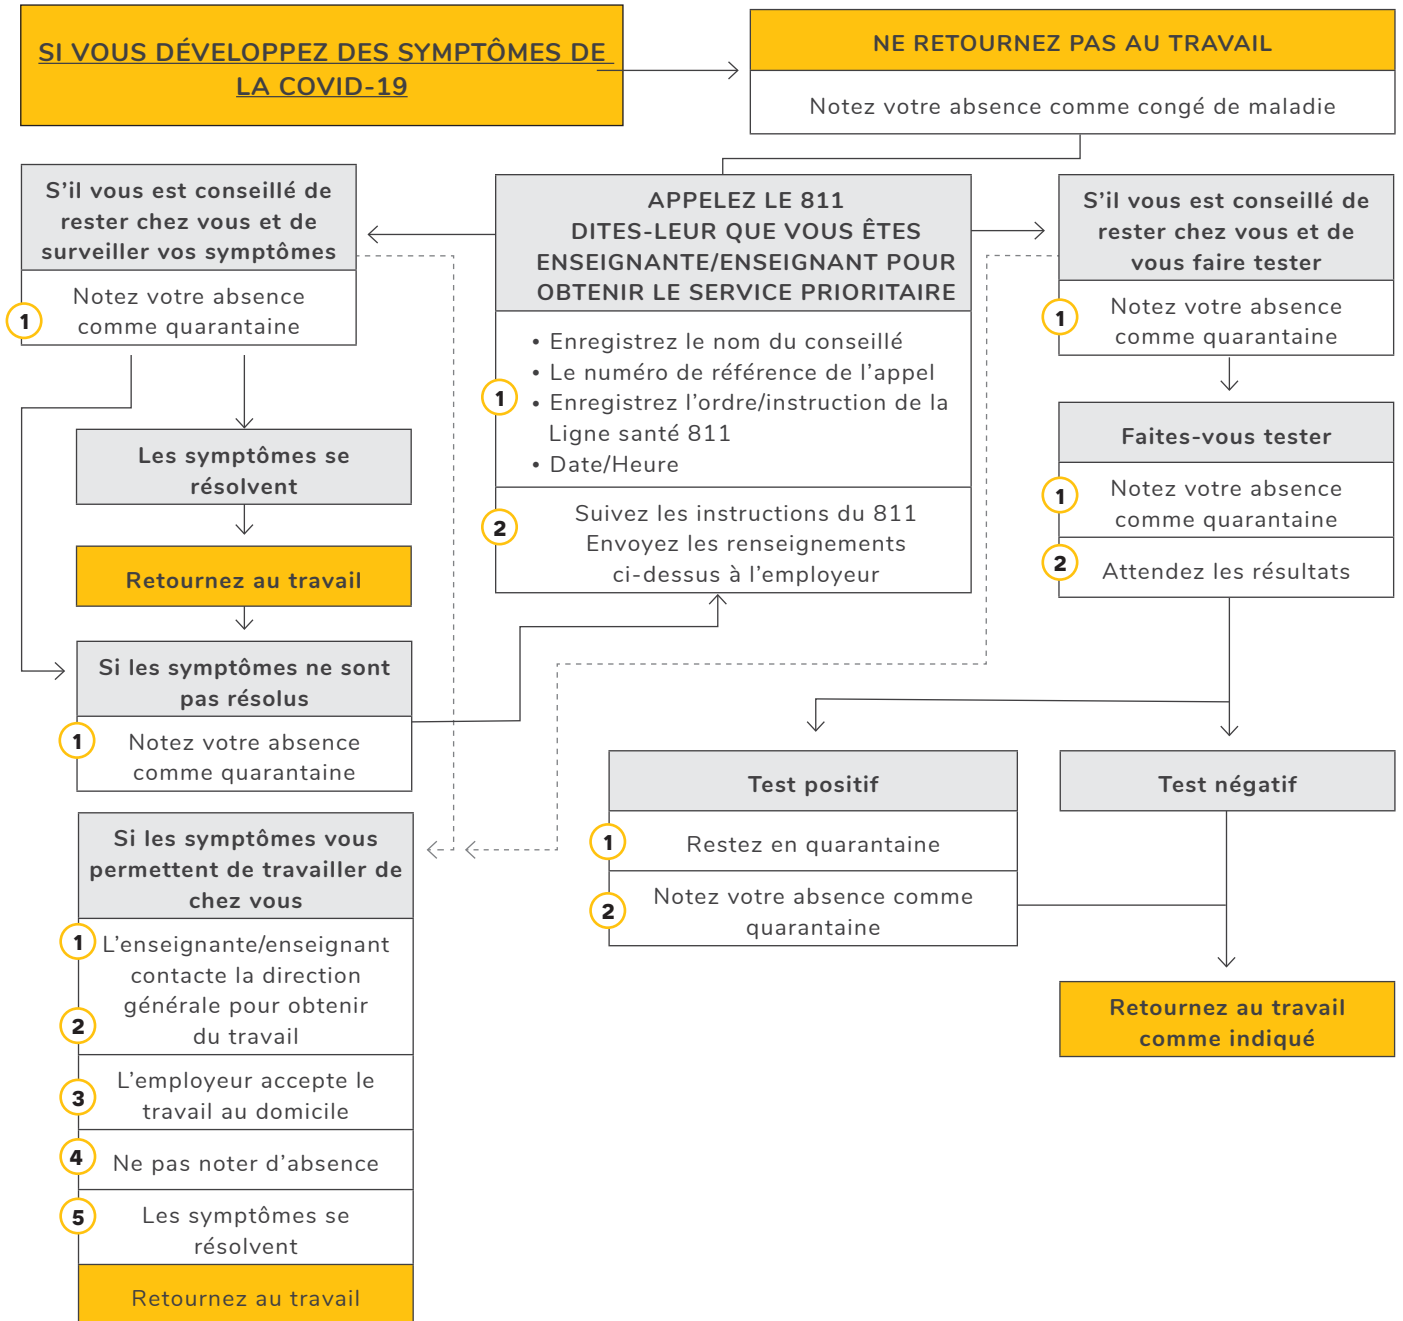 SI VOUS DÉVELOPPEZ DES SYMPTÔMES DE
LA COVID-19
NE RETOURNEZ PAS AU TRAVAIL
Notez votre absence comme congé de maladie
S'il vous est conseillé de
rester chez vous et de
surveiller vos symptômes
1
Notez votre absence
comme quarantaine
Les symptômes se
résolvent
Retournez au travail
Si les symptômes ne sont
pas résolus
1
Notez votre absence
comme quarantaine
APPELEZ LE 811
DITES-LEUR QUE VOUS ÊTES
ENSEIGNANTE/ENSEIGNANT POUR
OBTENIR LE SERVICE PRIORITAIRE
1
• Enregistrez le nom du conseillé
• Le numéro de référence de l'appel
• Enregistrez l'ordre/instruction de la
Ligne santé 811
• Date/Heure
2
Suivez les instructions du 811
Envoyez les renseignements
ci-dessus à l'employeur
S'il vous est conseillé de
rester chez vous et de
vous faire tester
1
Notez votre absence
comme quarantaine
Faites-vous tester
1
Notez votre absence
comme quarantaine
2
Attendez les résultats
Test positif
1
Restez en quarantaine
2
Notez votre absence comme
quarantaine
Test négatif
Retournez au travail
comme indiqué
Si les symptômes vous
permettent de travailler de
chez vous
1
L'enseignante/enseignant
contacte la direction
générale pour obtenir
2
du travail
3
L'employeur accepte le
travail au domicile
4
Ne pas noter d'absence
5
Les symptômes se
résolvent
Retournez au travail